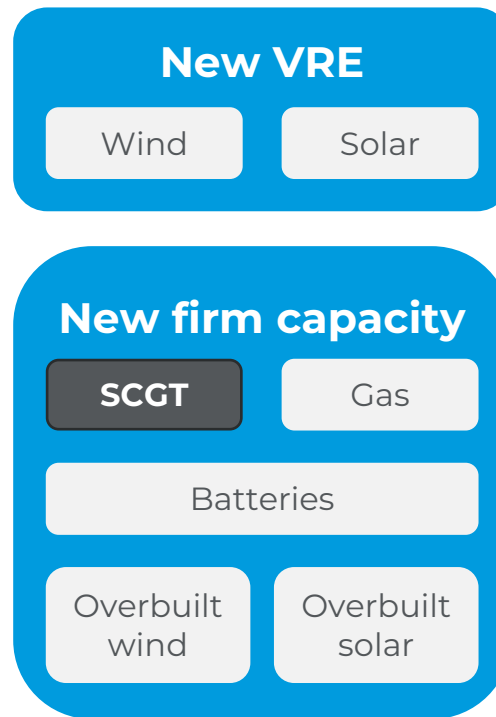 New VRE
Wind
Solar
New firm capacity
SCGT
Gas
Batteries
Overbuilt
wind
Overbuilt
solar